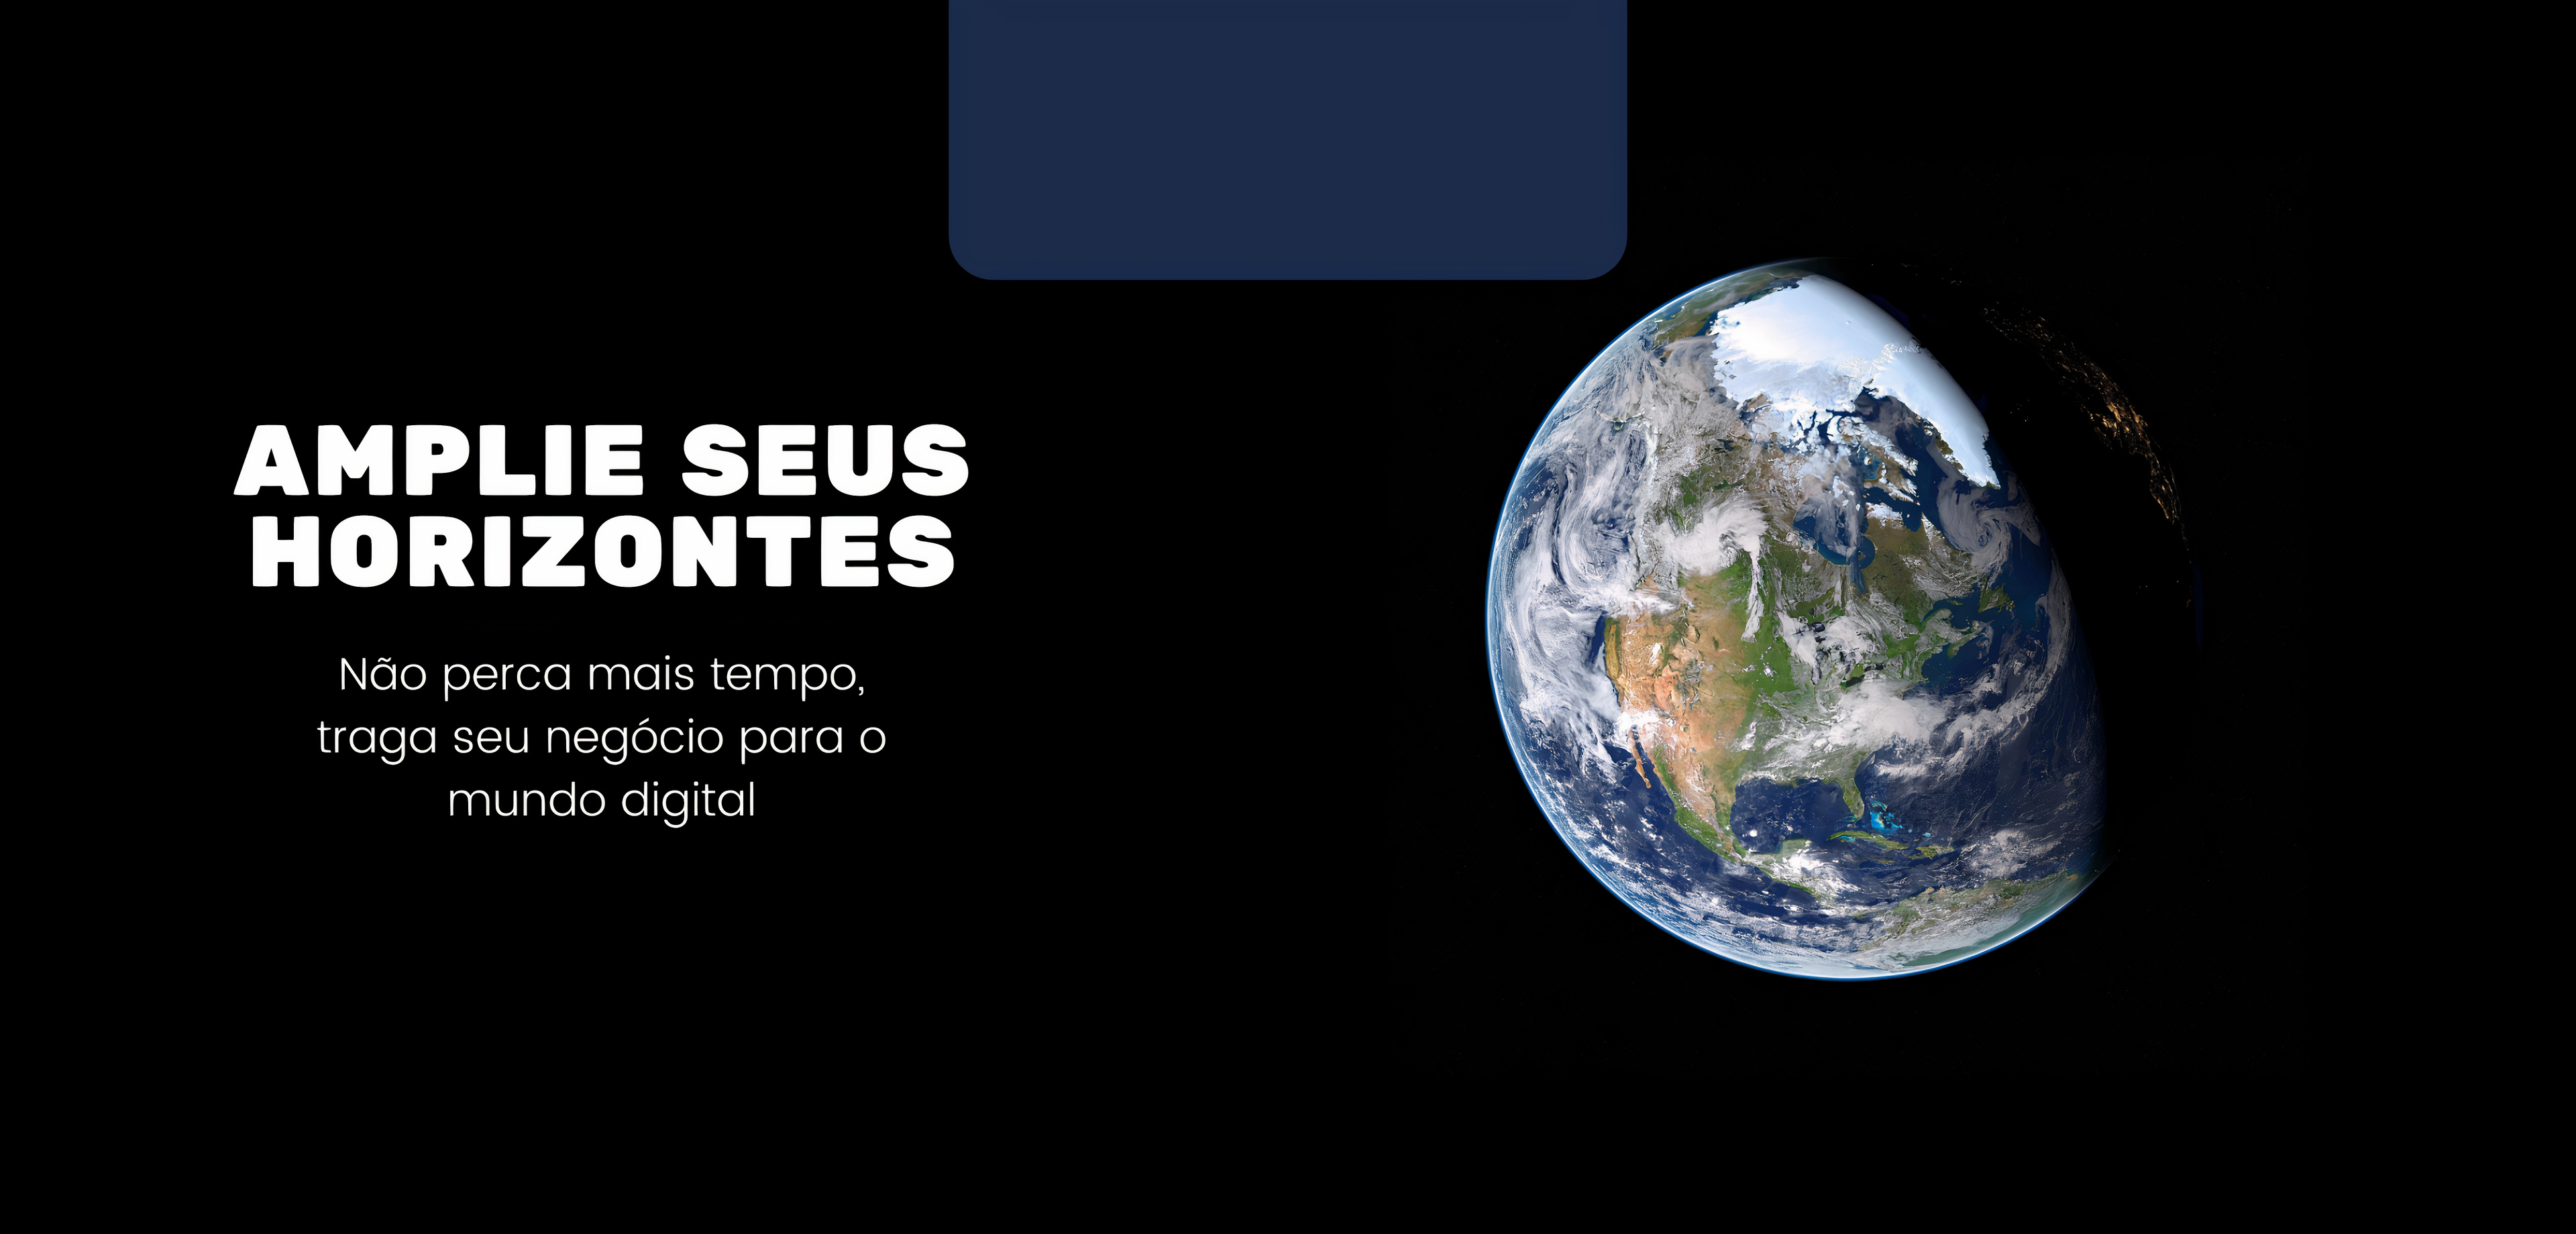 AMPLIE SEUS
HORIZONTES
Não perca mais tempo,
traga seu negócio para o
mundo digital